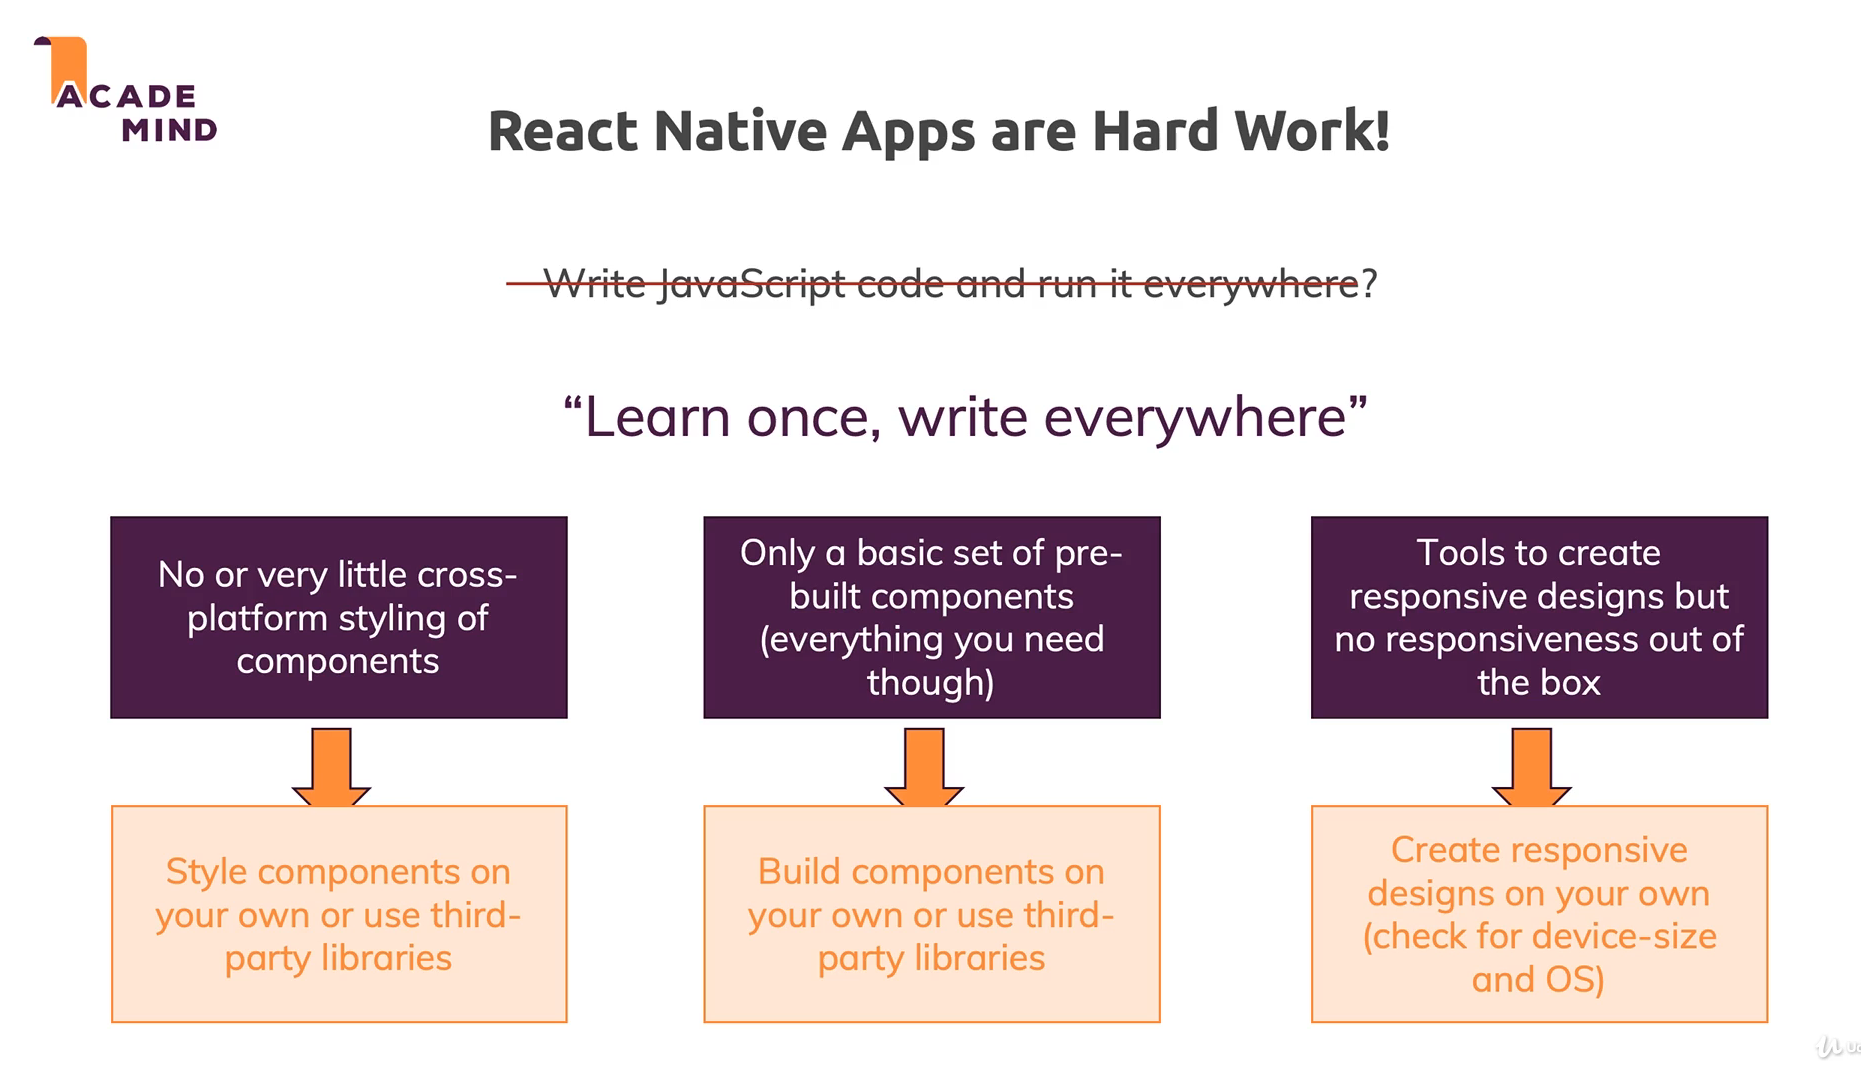 ACADE
MIND
React Native Apps are Hard Work!
Write JavaScript code and run it everywhere?
“Learn once, write everywhere”
No or very little cross-
platform styling of
components
Only a basic set of pre-
built components
(everything you need
though)
Tools to create
responsive designs but
no responsiveness out of
the box
Style components on
your own or use third-
party libraries
Build components on
your own or use third-
party libraries
Create responsive
designs on your own
(check for device-size
and OS)